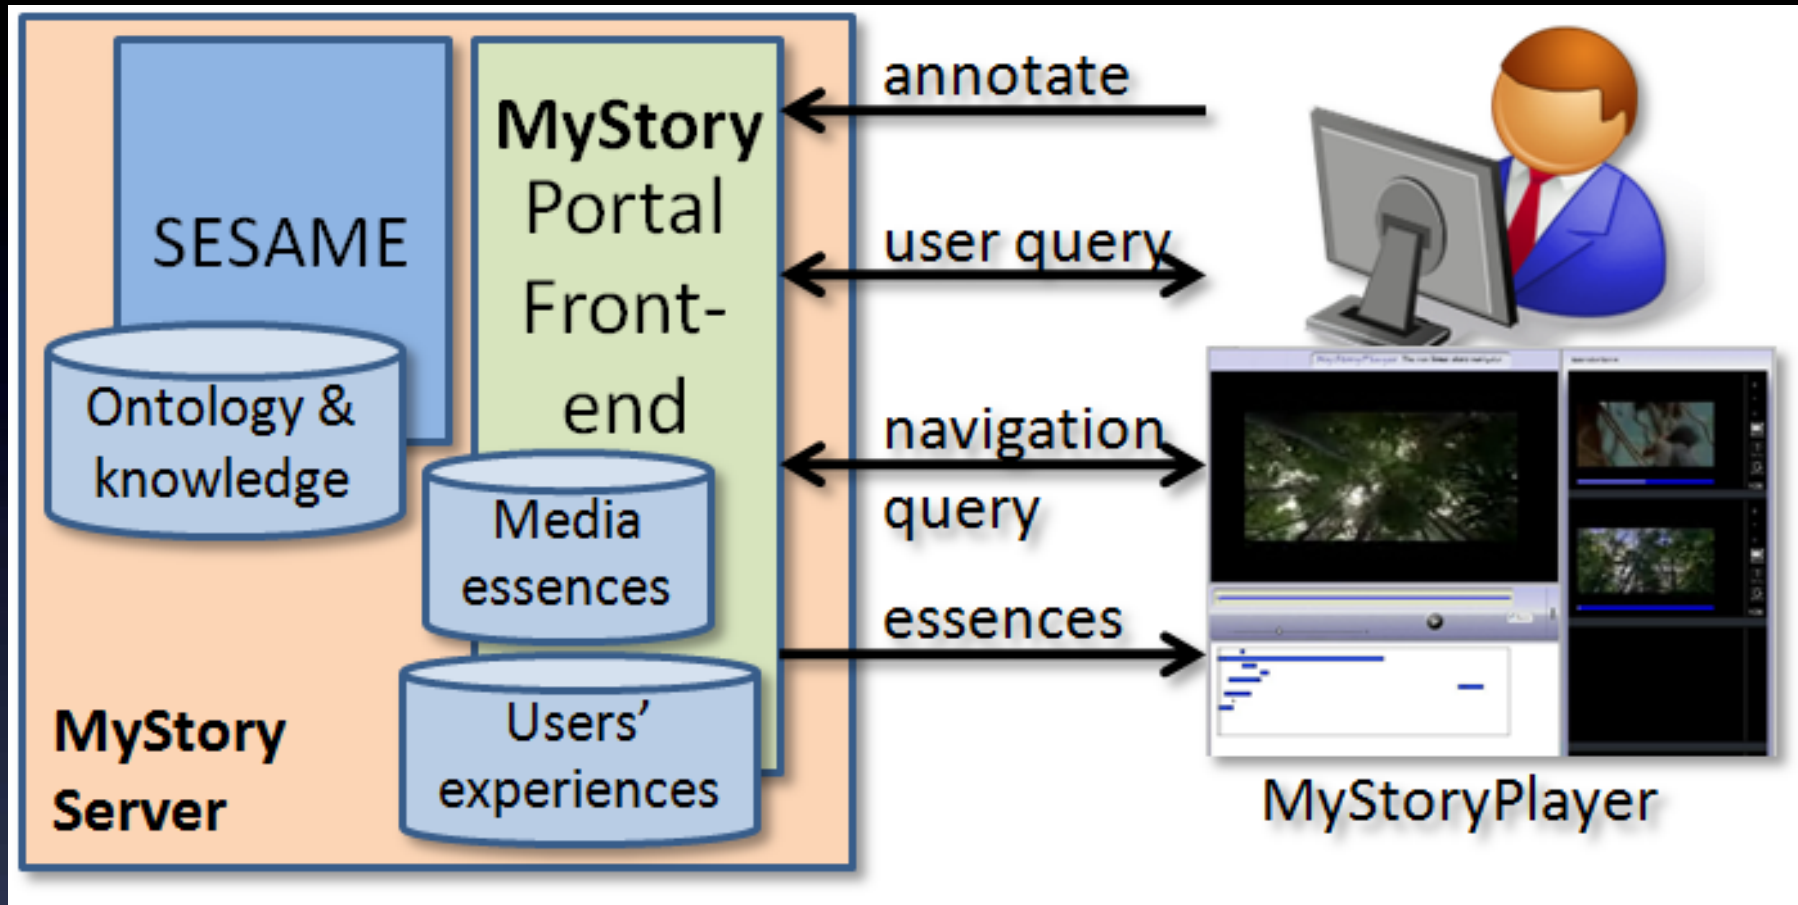 SESAME
Ontology &
knowledge
MyStory
Portal
Front-
end
Media
essences
Users’
experiences
MyStory
Server
annotate
user query
navigation
query
essences
MyStoryPlayer